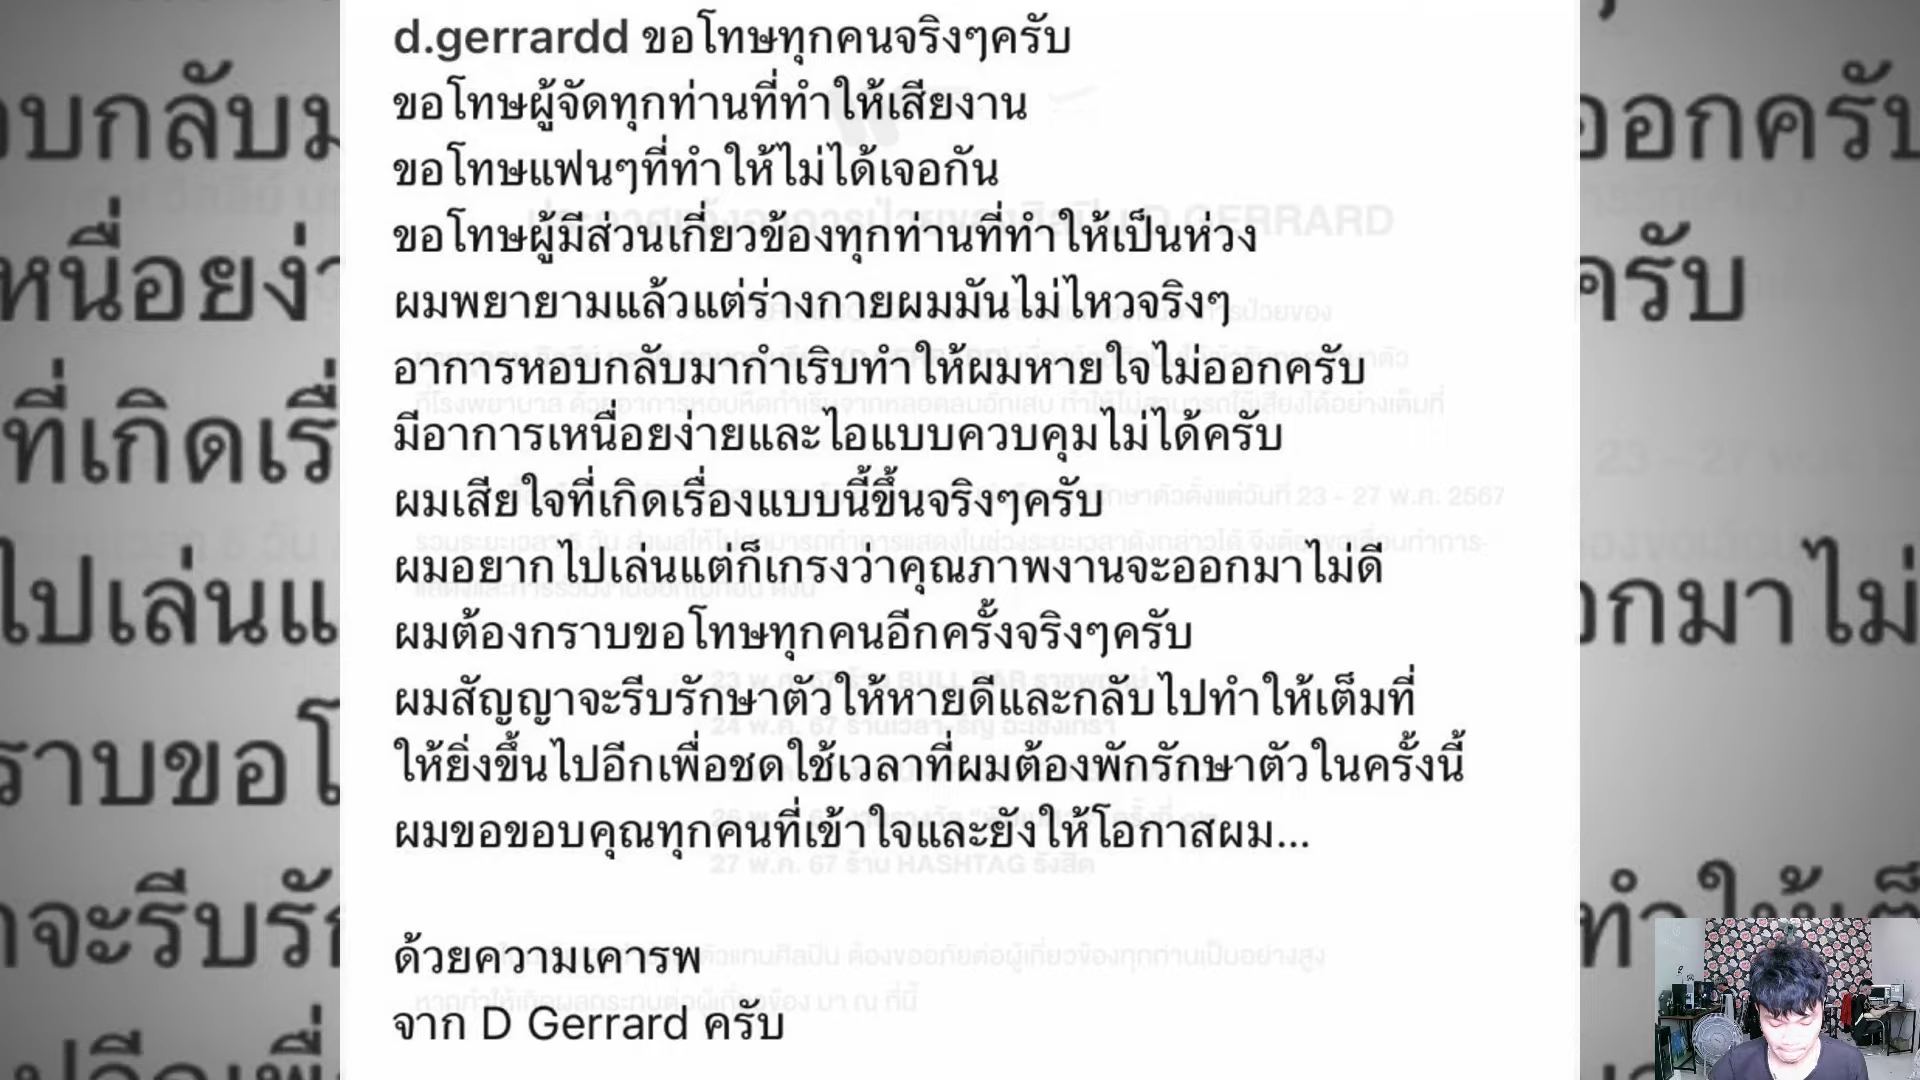 d.gerrardd ขอโทษทุกคนจริงๆครับ
ขอโทษผู้จัดทุกท่านที่ทำให้เสียงาน
ขอโทษแฟนๆที่ทำให้ไม่ได้เจอกัน
ขอโทษผู้มีส่วนเกี่ยวข้องทุกท่านที่ทำให้เป็นห่วง
ผมพยายามแล้วแต่ร่างกายผมมันไม่ไหวจริงๆ
อาการหอบกลับมากำเริบทำให้ผมหายใจไม่ออกครับ
มีอาการเหนื่อยง่ายและไอแบบควบคุมไม่ได้ครับ
ผมเสียใจที่เกิดเรื่องแบบนี้ขึ้นจริงๆครับ
ผมอยากไปเล่นแต่ก็เกรงว่าคุณภาพงานจะออกมาไม่ดี
ผมต้องกราบขอโทษทุกคนอีกครั้งจริงๆครับ
ผมสัญญาจะรีบรักษาตัวให้หายดีและกลับไปทำให้เต็มที่
ให้ยิ่งขึ้นไปอีกเพื่อชดใช้เวลาที่ผมต้องพักรักษาตัวในครั้งนี้
ผมขอขอบคุณทุกคนที่เข้าใจและยังให้โอกาสผม...
ด้วยความเคารพ
จาก D Gerrard ครับ